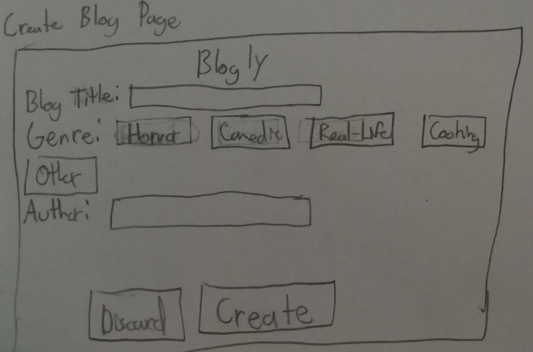 Create Blog Page
Blogly
Blog Title:
Genre: Horror Comedic Real-Life Cooking
Other
Author:
Discard Create